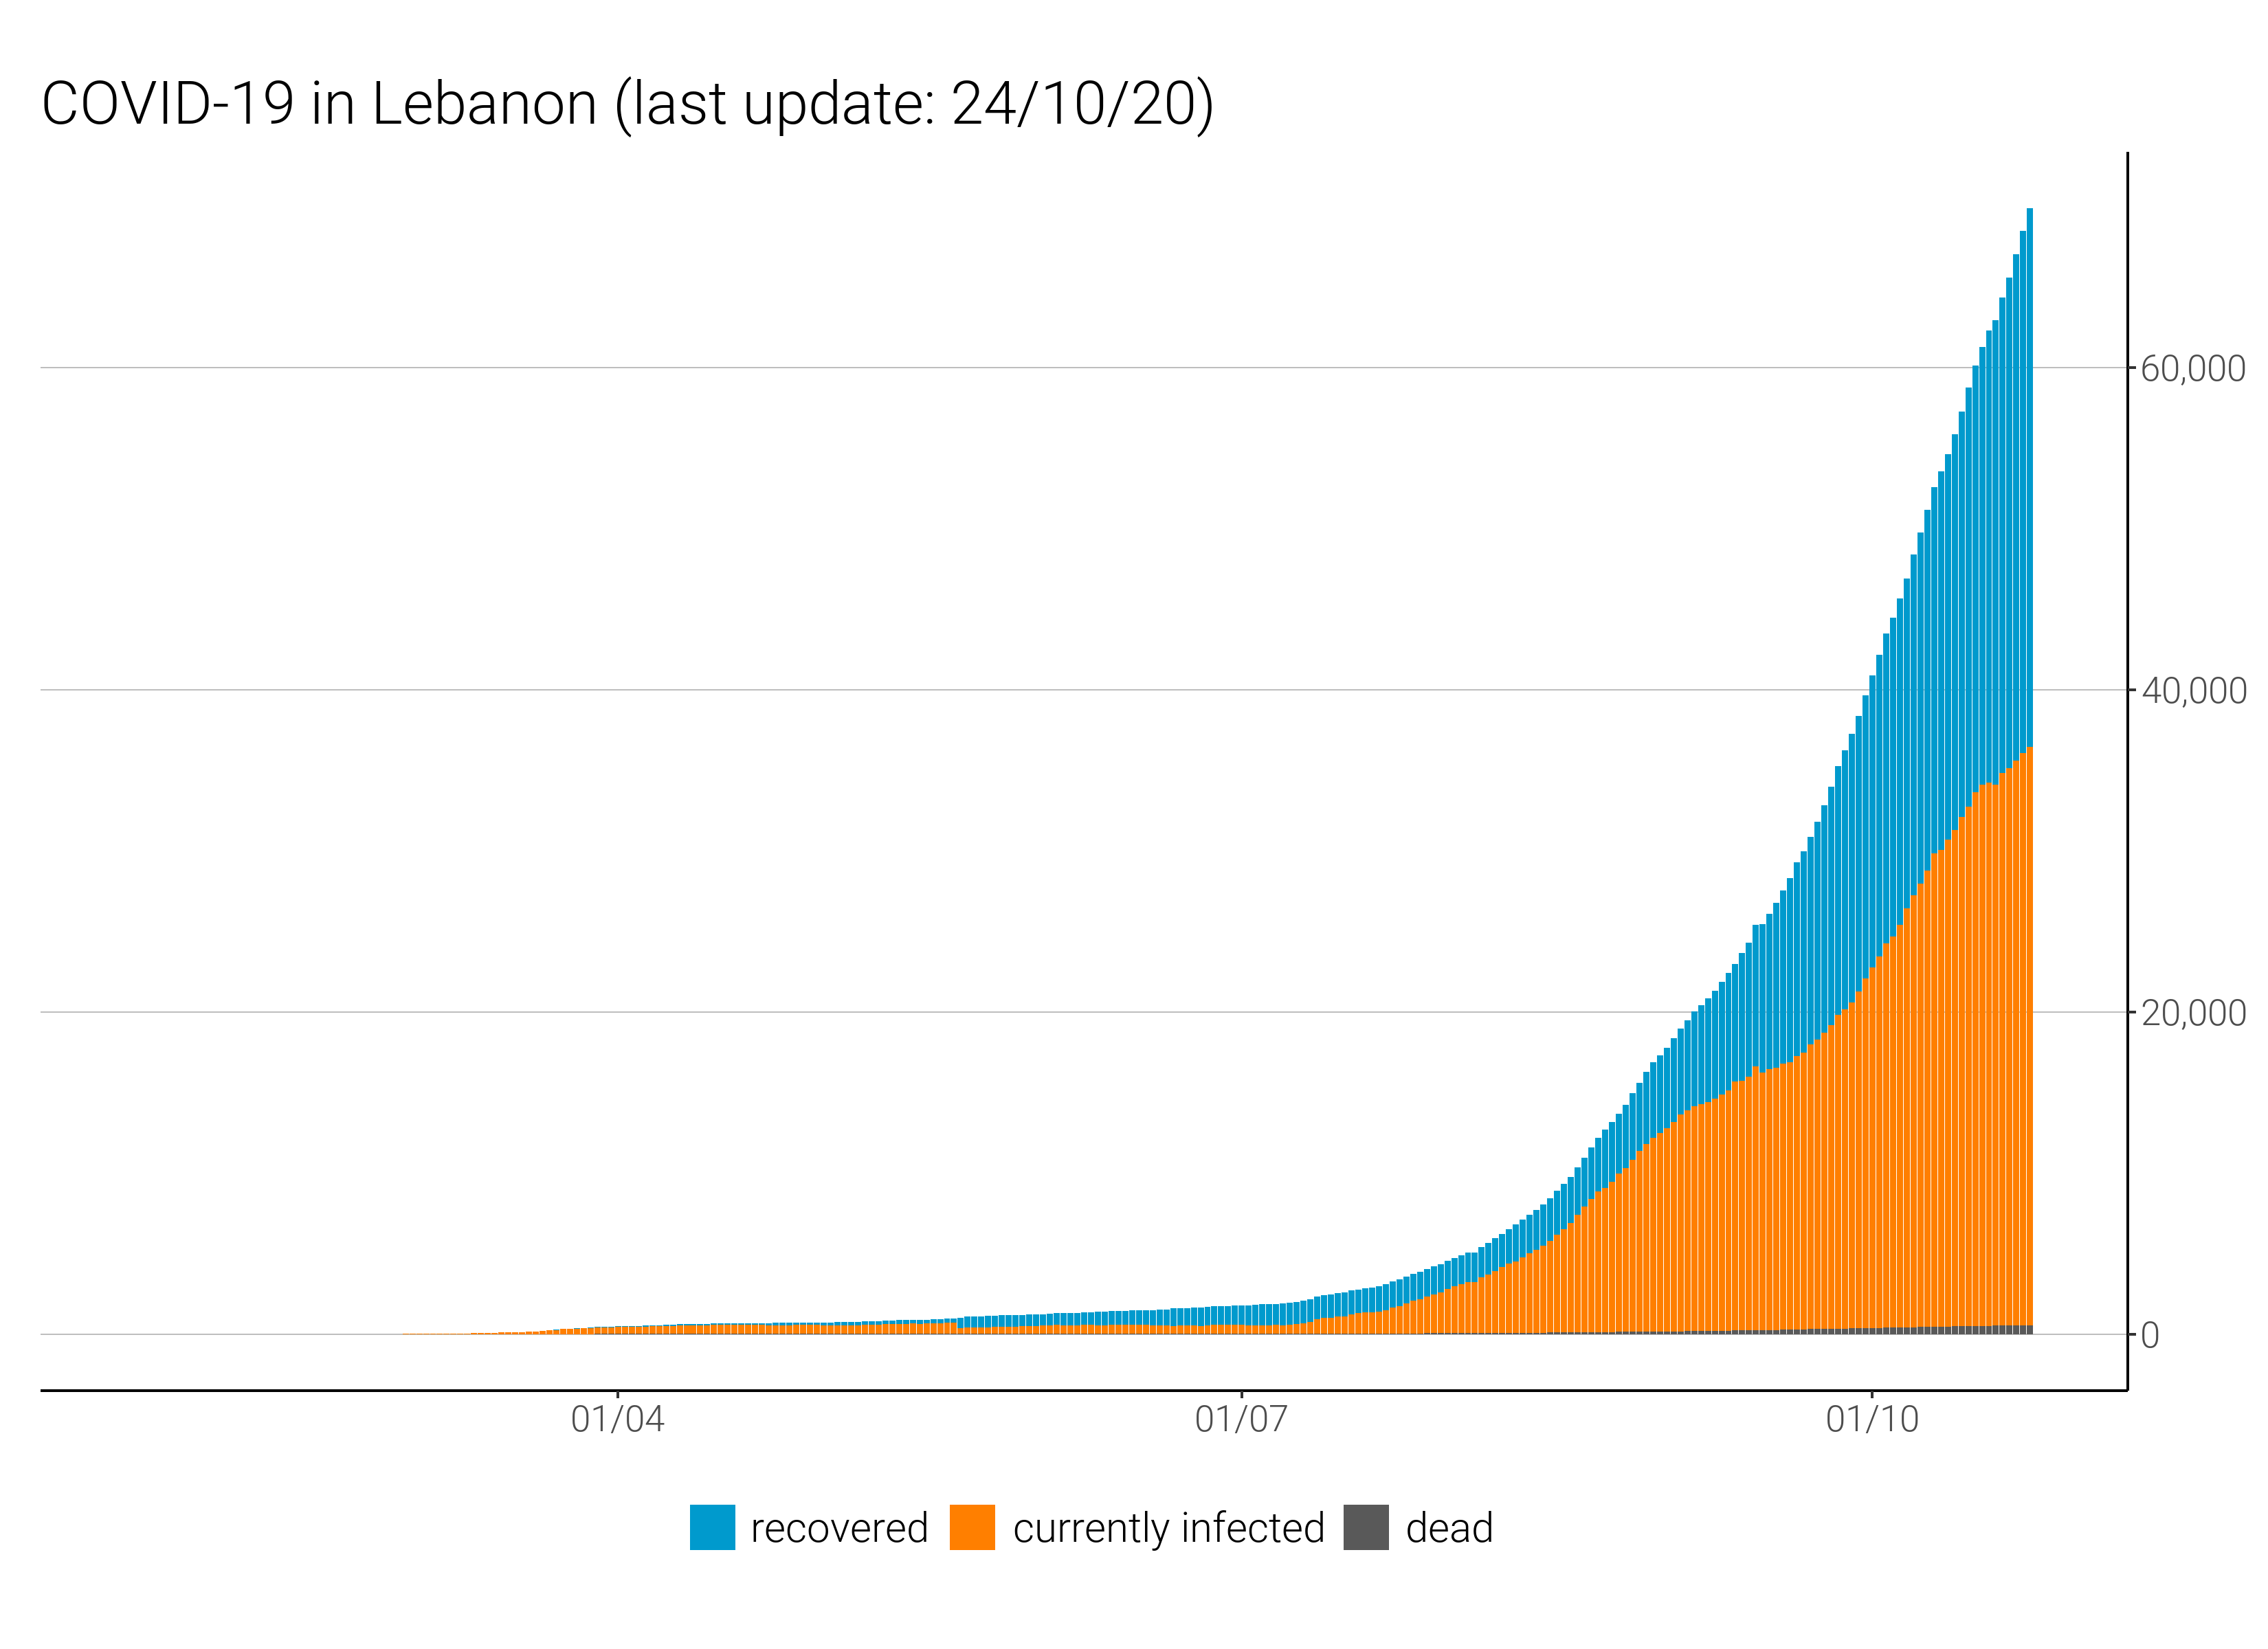 COVID-19 in Lebanon (last update: 24/10/20)
60,000
40,000
20,000
0
01/04 01/07 01/10
recovered currently infected dead